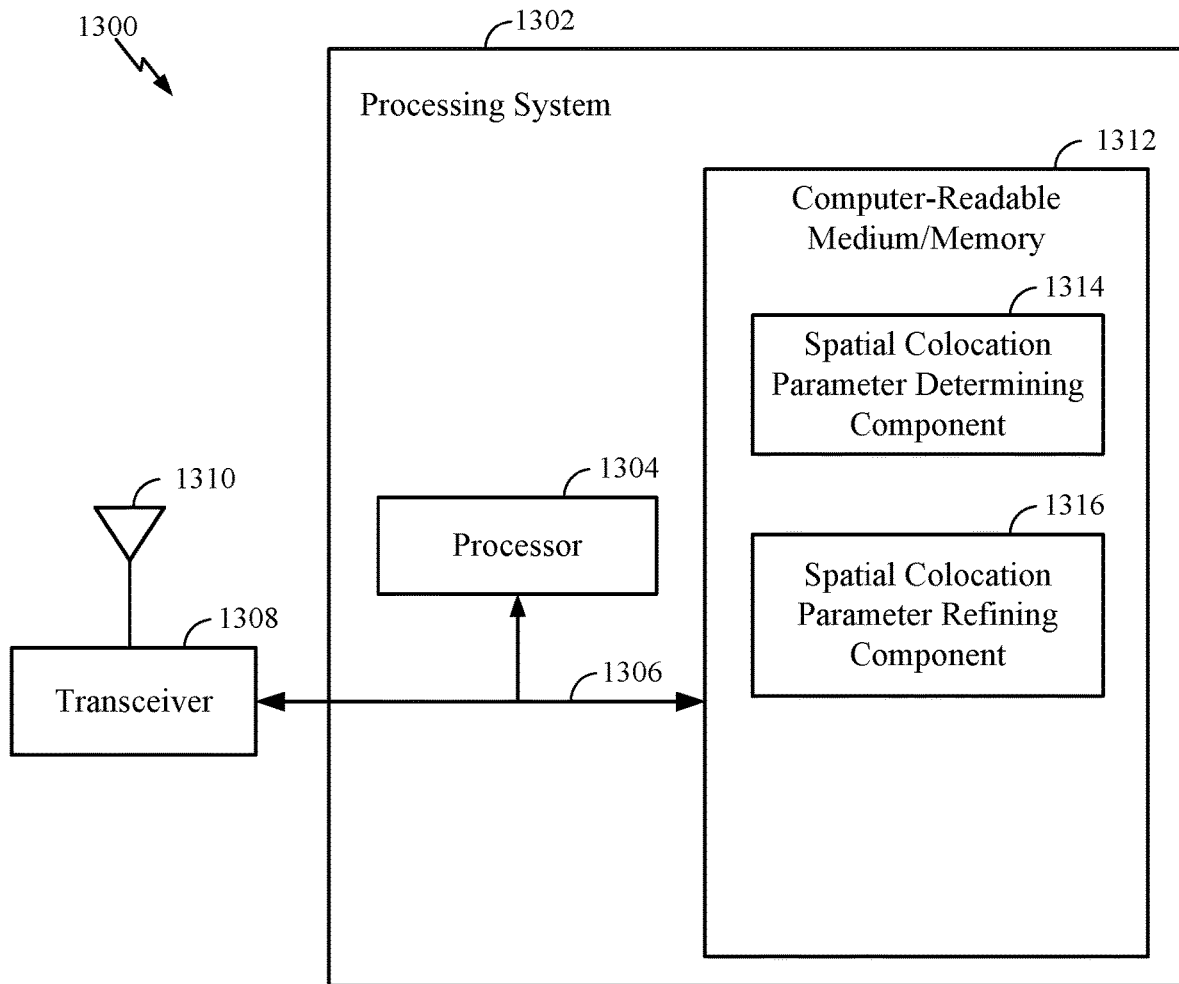 1300
1302
Processing System
1312
Computer-Readable
Medium/Memory
1314
Spatial Colocation
Parameter Determining
Component
1310
1304
Processor
1316
Spatial Colocation
Parameter Refining
Component
1308
Transceiver
1306